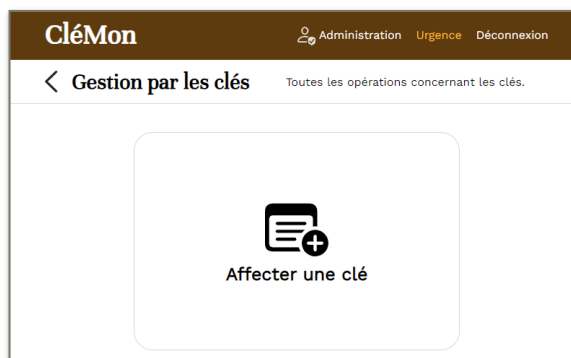 CléMon Administration Urgence Déconnexion
Gestion par les clés Toutes les opérations concernant les clés.
Affecter une clé